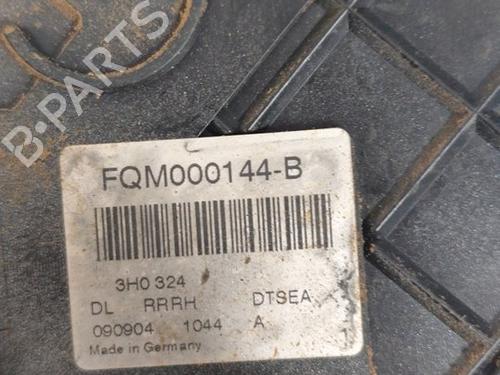 B-PARTS
FQM000144-B
3H0 324
DL RRRH DTSEA
090904 1044 A
Made in Germany